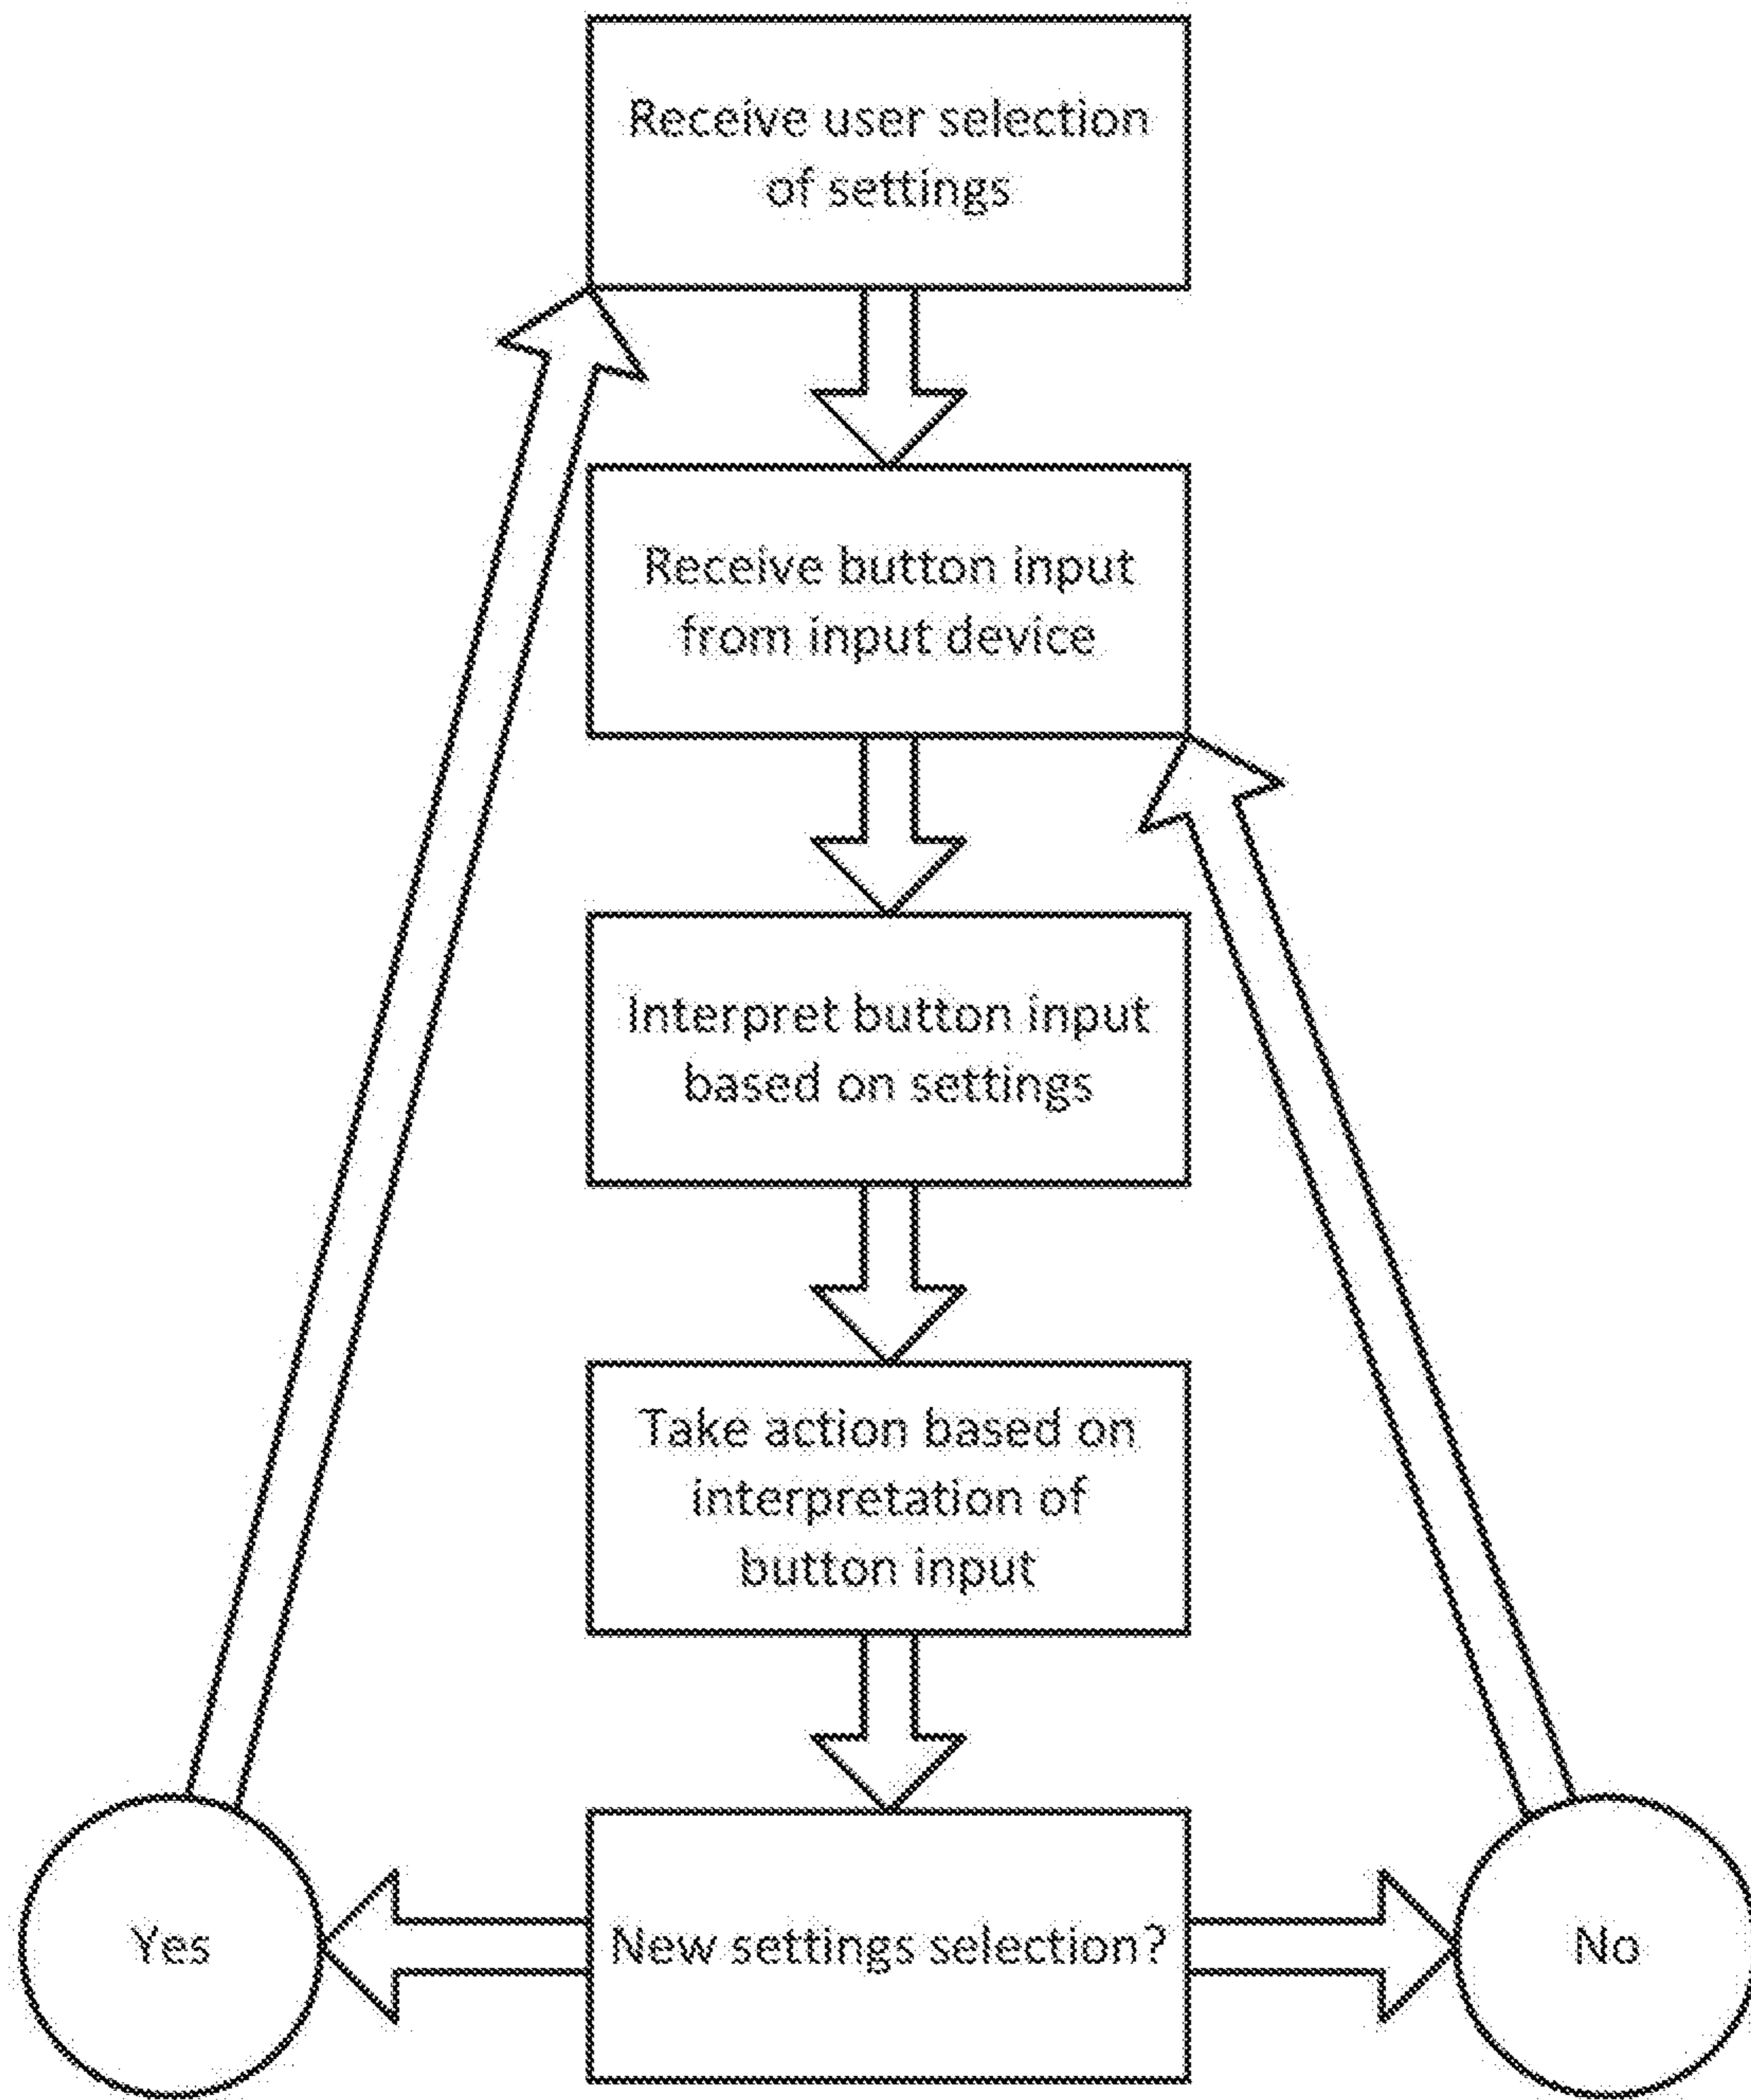 Receive user selection
of settings
Receive button input
from input device
Interpret button input
based on settings
Take action based on
interpretation of
button input
Yes
New settings selection?
No